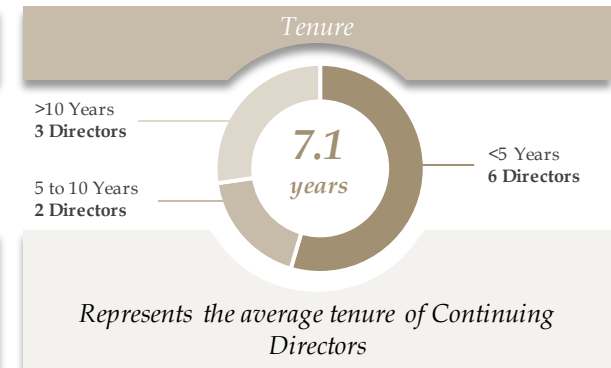 Tenure
>10 Years
3 Directors
5 to 10 Years
2 Directors
7.1
years
<5 Years
6 Directors
Represents the average tenure of Continuing
Directors